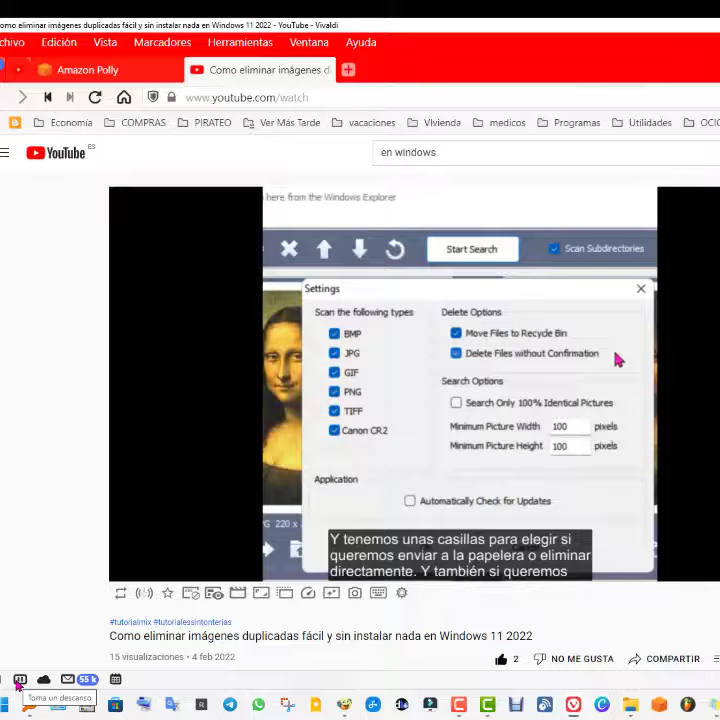 omo eliminar imágenes duplicadas fácil y sin instalar nada en Windows 11 2022 - YouTube - Vivaldi
rchivo Edición Vista Marcadores Herramientas Ventana Ayuda
Amazon Polly Como eliminar imágenes d
www.youtube.com/watch
Economía COMPRAS PIRATEO Ver Más Tarde vacaciones VIvienda medicos Programas Utilidades OCIO
YouTube ES en windows
here from the Windows Explorer
Start Search Scan Subdirectories
Settings
Scan the following types Delete Options
BMP Move Files to Recycle Bin
JPG Delete Files without Confirmation
GIF Search Options
PNG Search Only 100% Identical Pictures
TIFF Minimum Picture Width 100 pixels
Canon CR2 Minimum Picture Height 100 pixels
Application
Automatically Check for Updates
PG 220 x
Y tenemos unas casillas para elegir si
queremos enviar a la papelera o eliminar
directamente. Y también si queremos
#tutorialmix #tutorialessintonterias
Como eliminar imágenes duplicadas fácil y sin instalar nada en Windows 11 2022
15 visualizaciones • 4 feb 2022
2 NO ME GUSTA COMPARTIR
55 k
Toma un descanso